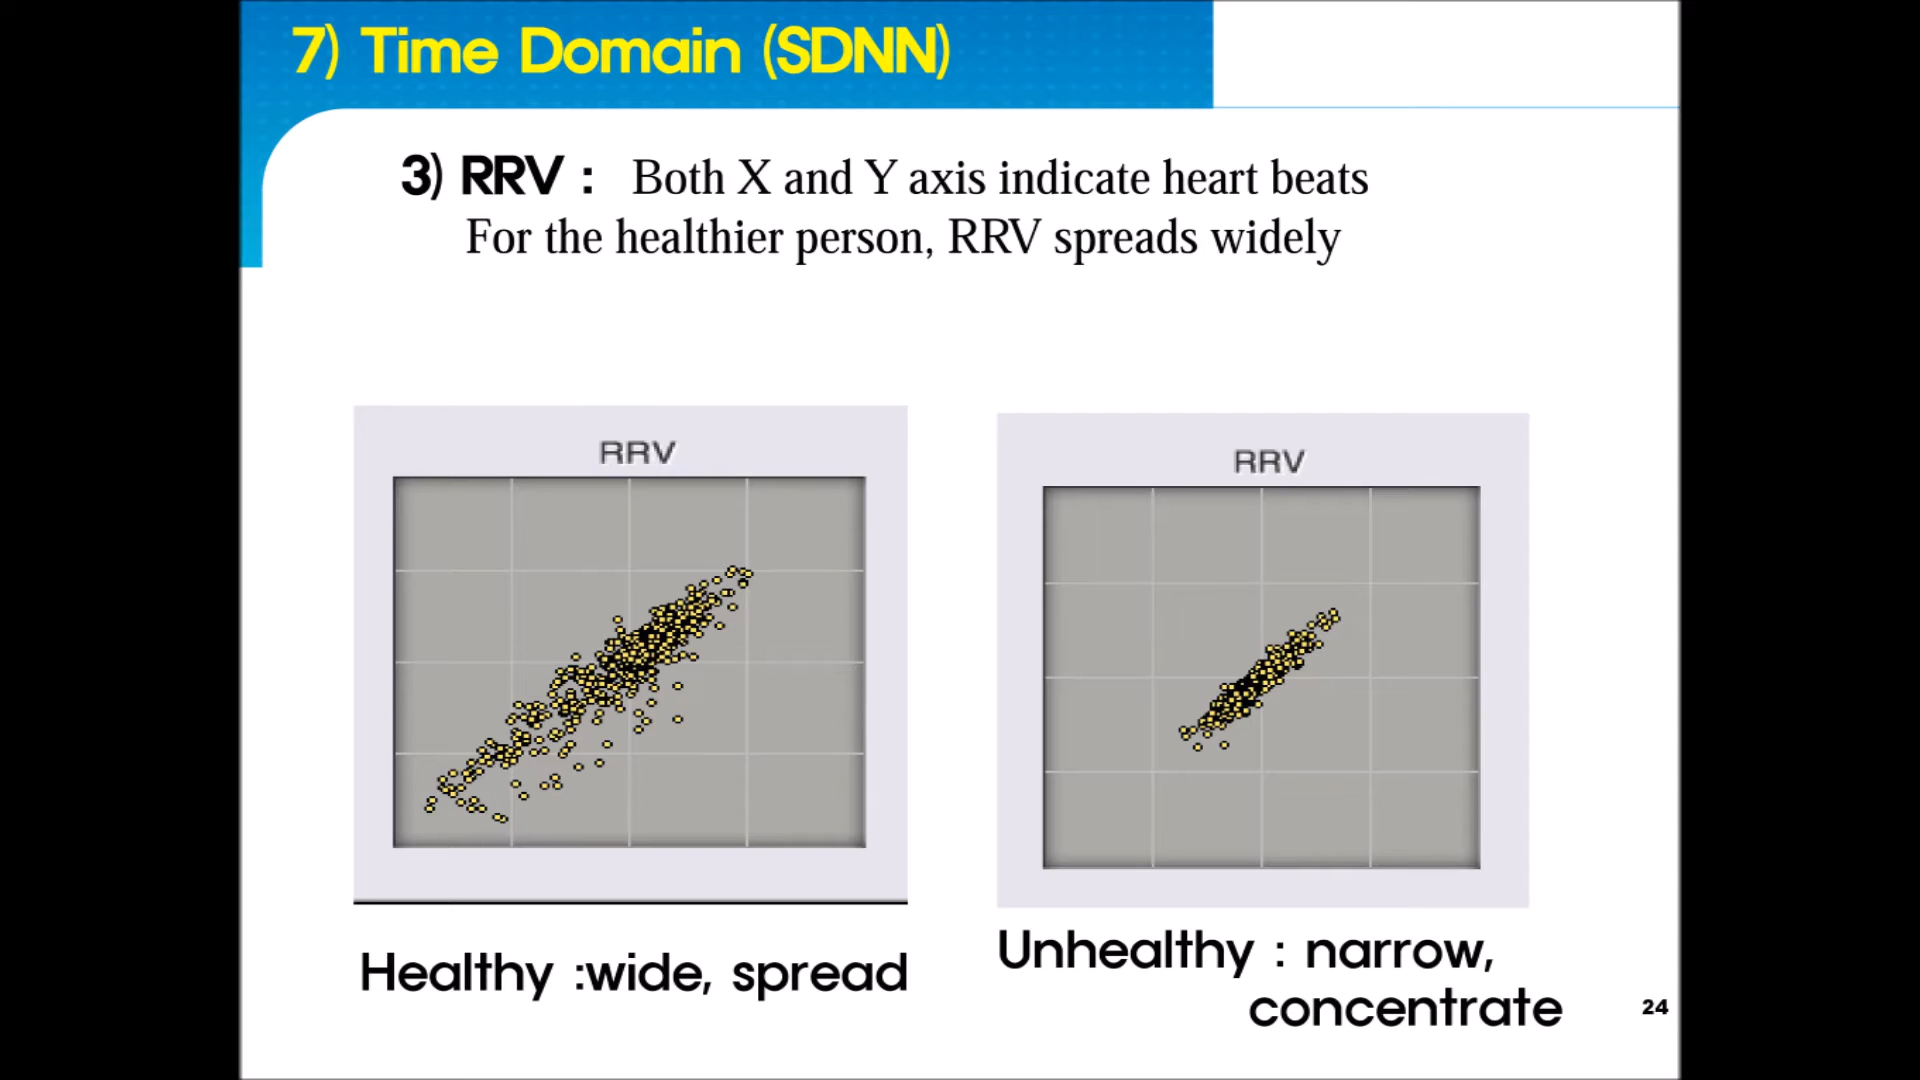 7) Time Domain (SDNN)
3) RRV : Both X and Y axis indicate heart beats
For the healthier person, RRV spreads widely
RRV
RRV
Healthy :wide, spread
Unhealthy : narrow,
concentrate
24